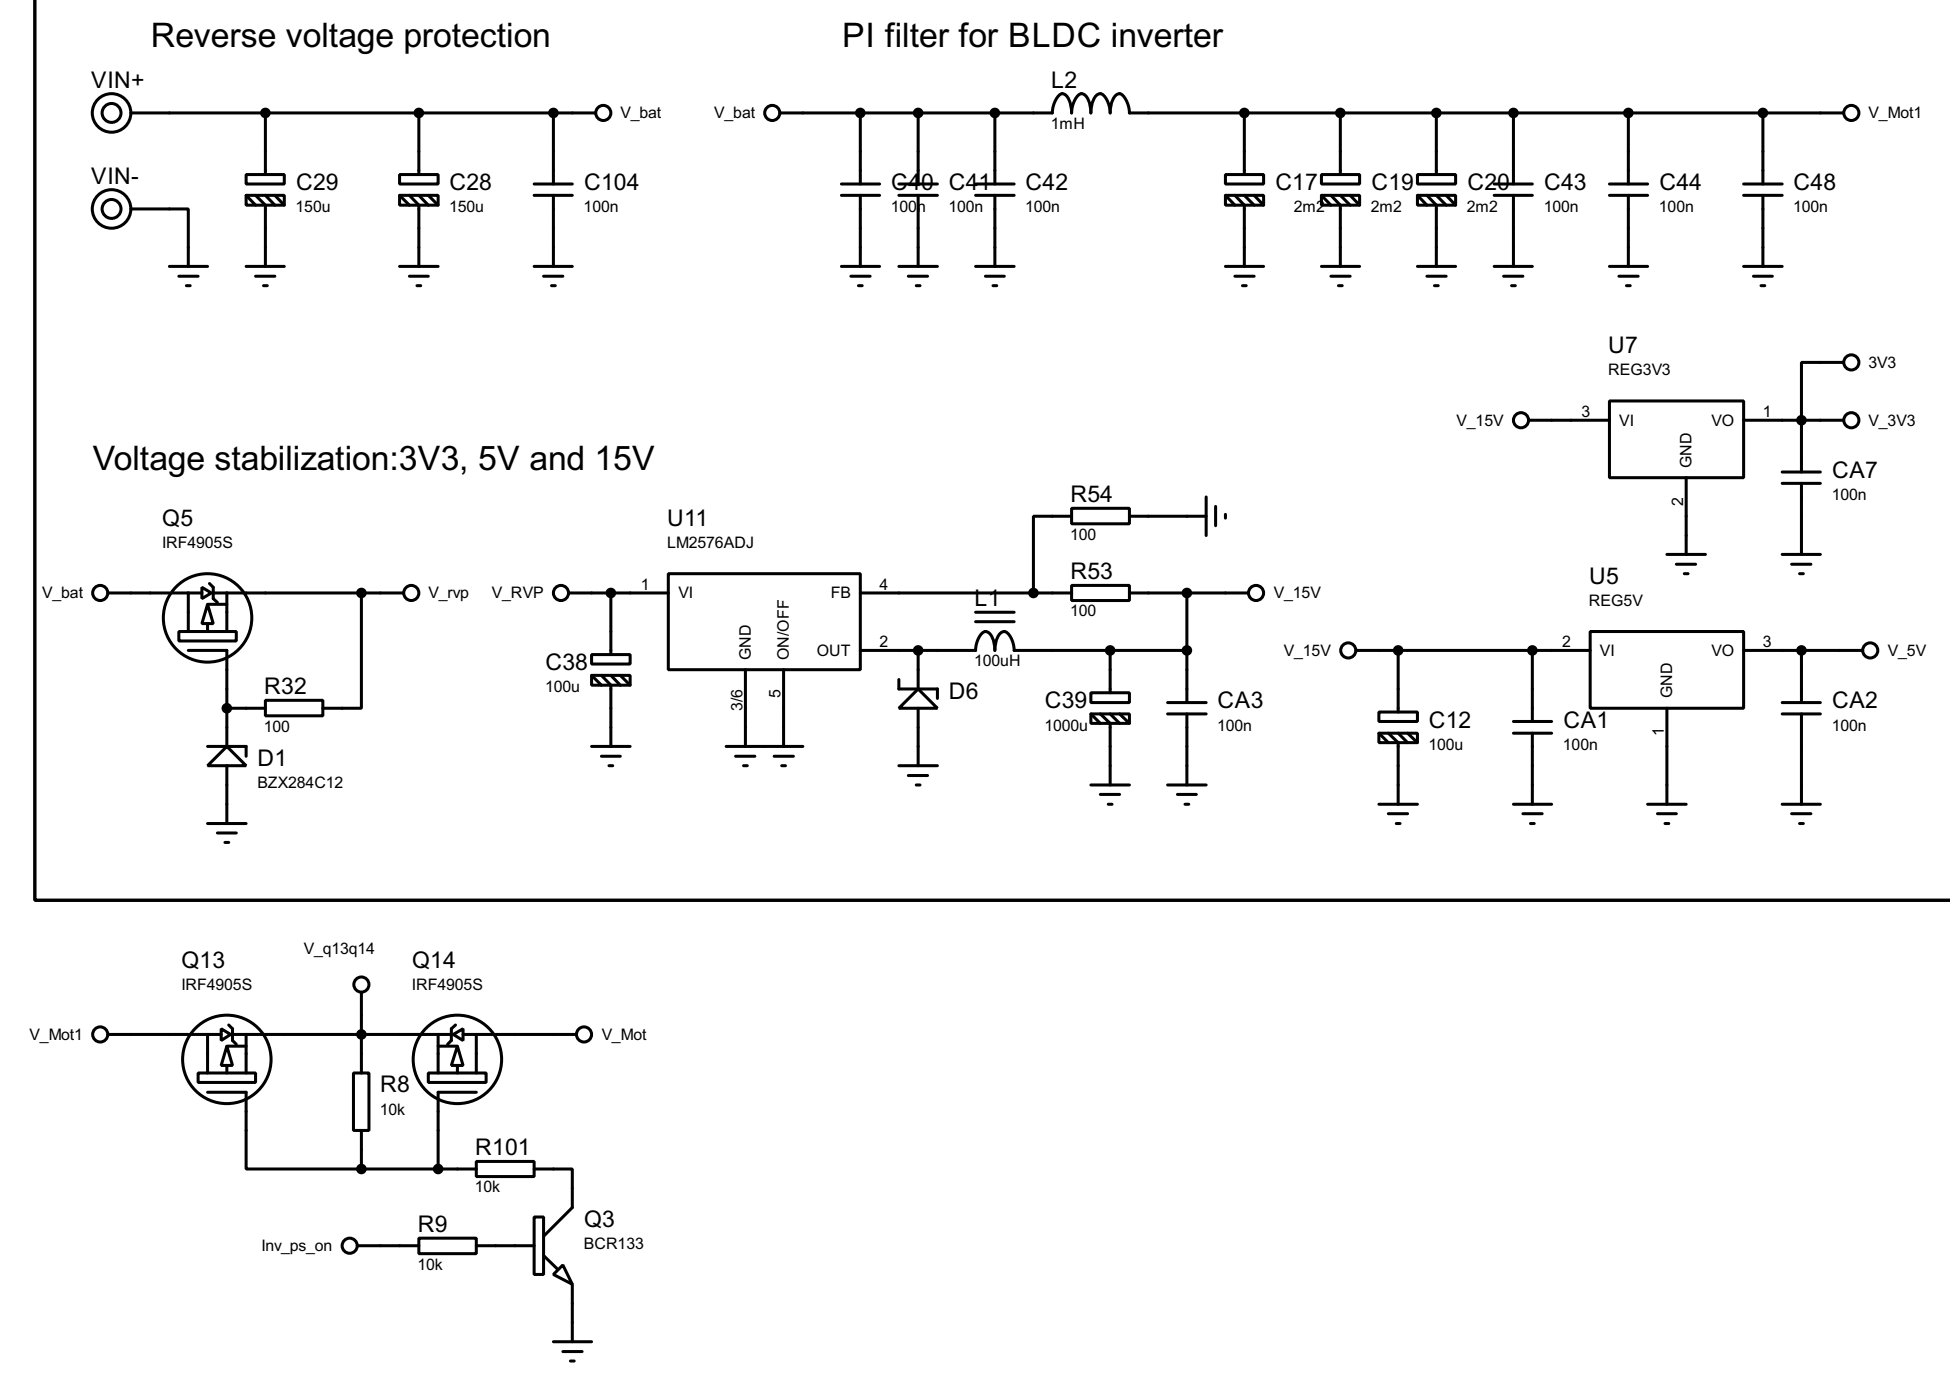 Reverse voltage protection
PI filter for BLDC inverter
VIN+
V_bat
VIN-
C29
150u
C28
150u
C104
100n
V_bat
L2
1mH
V_Mot1
C40
100n
C41
100n
C42
100n
C17
2m2
C19
2m2
C20
2m2
C43
100n
C44
100n
C48
100n
U7
REG3V3
3V3
V_15V
3
VI
VO
GND
1
V_3V3
2
CA7
100n
Voltage stabilization:3V3, 5V and 15V
Q5
IRF4905S
V_bat
V_rvp
R32
100
D1
BZX284C12
U11
LM2576ADJ
V_RVP
1
VI
FB
4
GND
ON/OFF
OUT
2
3/6
5
C38
100u
R54
100
R53
100
L1
100uH
V_15V
D6
C39
1000u
CA3
100n
U5
REG5V
V_15V
2
VI
VO
GND
3
V_5V
1
C12
100u
CA1
100n
CA2
100n
V_q13q14
Q13
IRF4905S
Q14
IRF4905S
V_Mot1
V_Mot
R8
10k
R101
10k
R9
10k
Inv_ps_on
Q3
BCR133